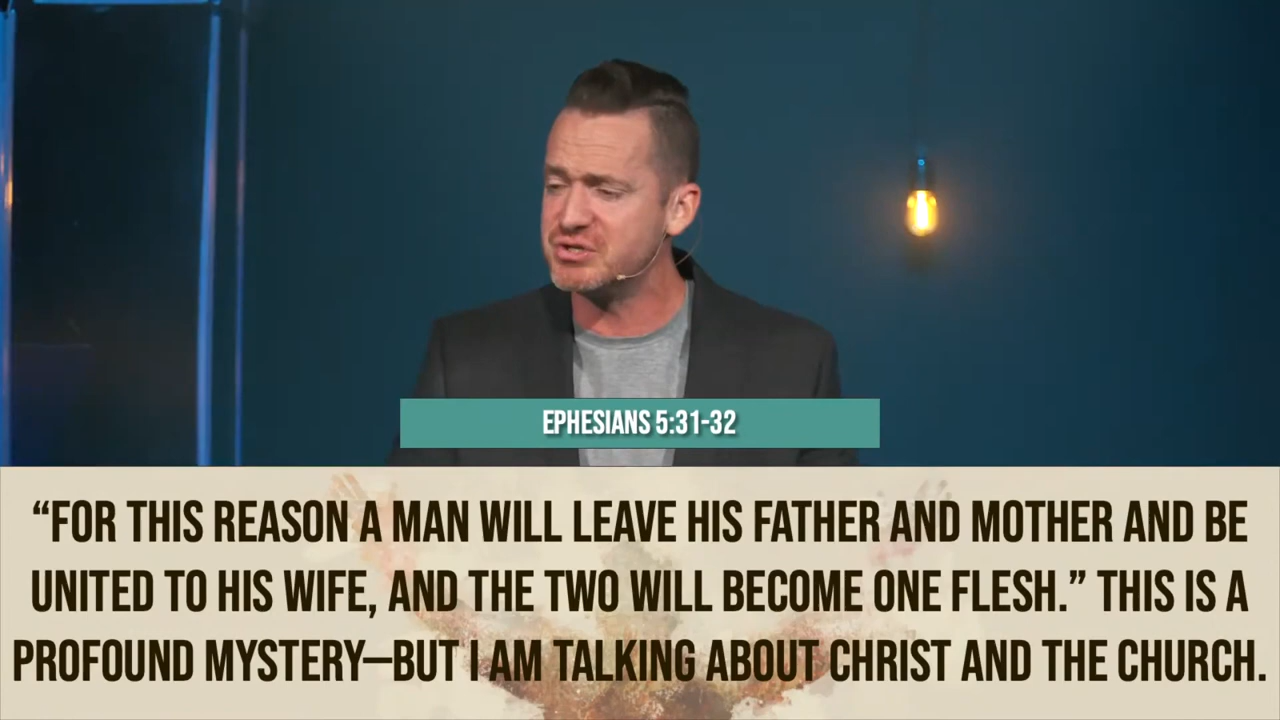 EPHESIANS 5:31-32
“FOR THIS REASON A MAN WILL LEAVE HIS FATHER AND MOTHER AND BE
UNITED TO HIS WIFE, AND THE TWO WILL BECOME ONE FLESH.” THIS IS A
PROFOUND MYSTERY—BUT I AM TALKING ABOUT CHRIST AND THE CHURCH.